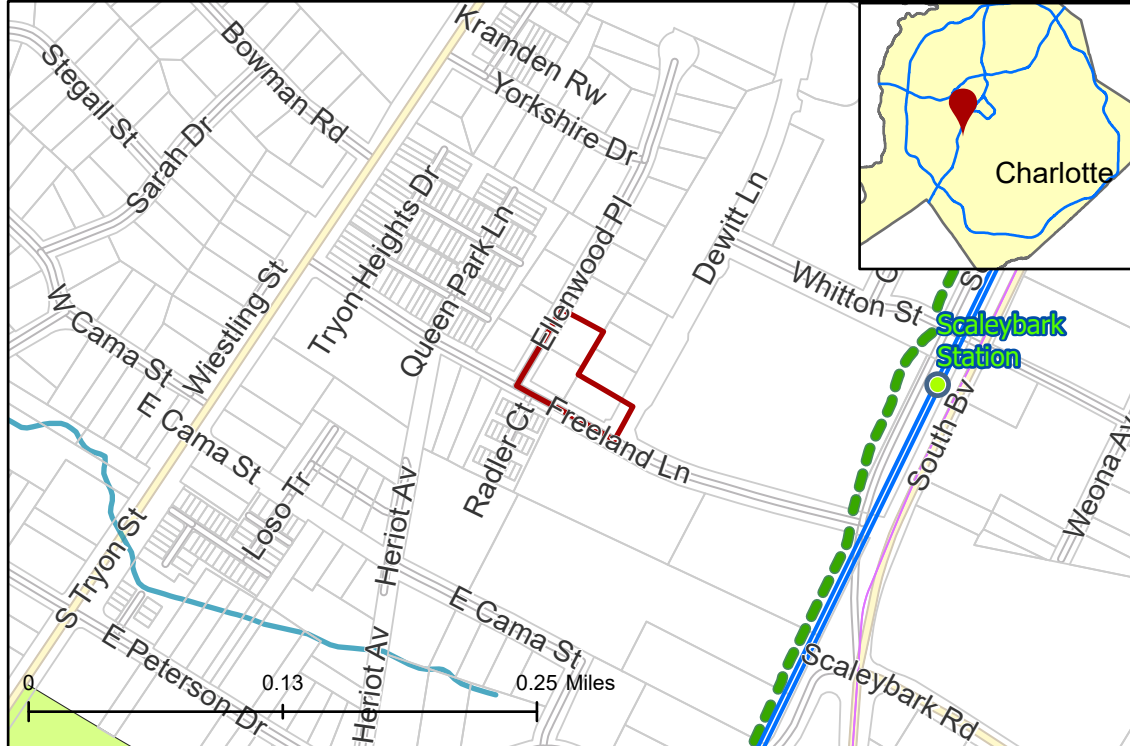 Kramden Rw
Bowman Rd
Stegall St
Yorkshire Dr
Sarah Dr
Charlotte
Dewitt Ln
Tryon Heights Dr
Queen Park Ln
Ellenwood Pl
Whitton St
Wiestling St
W Cama St
Scaleybark
Station
E Cama St
Freeland Ln
Radler Ct
South Bv
Weona Av
Loso Tr
Heriot Av
S Tryon St
E Cama St
E Peterson Dr
Heriot Av
Scaleybark Rd
0
0.13
0.25 Miles